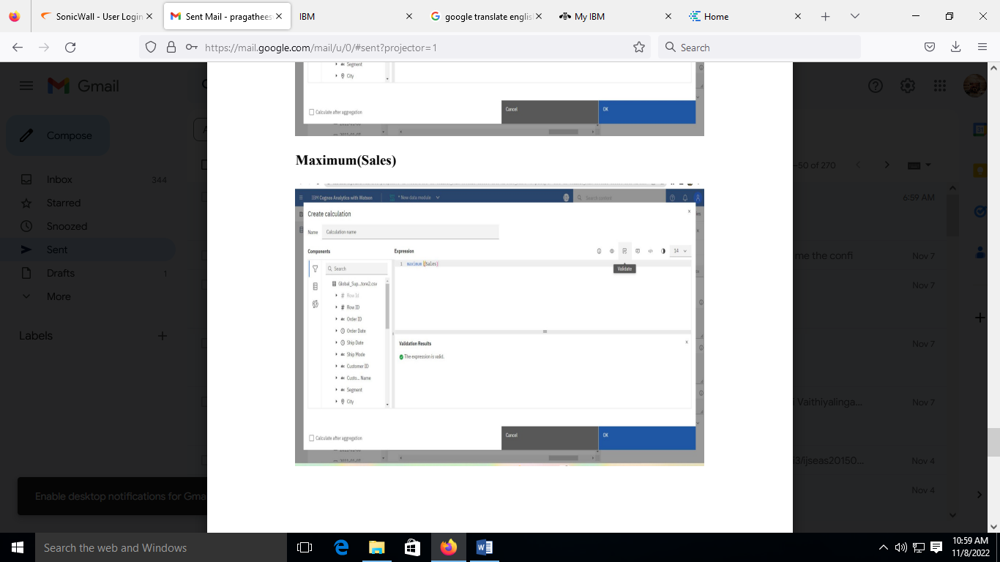 SonicWall - User Login
Sent Mail - pragathees
IBM
google translate englis
My IBM
Home
https://mail.google.com/mail/u/0/#sent?projector=1
Search
Gmail
Compose
Inbox 344
Starred
Snoozed
Sent
Drafts 1
More
Labels
Enable desktop notifications for Gma
Segment
City
Calculate after aggregation
Cancel
OK
Maximum(Sales)
IBM Cognos Analytics with Watson
* New data module
Search content
Create calculation
Name
Calculation name
Components
Expression
14
Search
1 maximum (Sales)
Validate
Global_Sup...tore2.csv
Row Id
Row ID
Order ID
Order Date
Ship Date
Ship Mode
Customer ID
Custo... Name
Segment
City
Validation Results
The expression is valid.
Calculate after aggregation
Cancel
OK
–50 of 270
6:59 AM
me the confi Nov 7
Nov 7
Nov 7
Vaithiyalinga... Nov 7
3/ijseas20150... Nov 4
Nov 4
Search the web and Windows
10:59 AM
11/8/2022